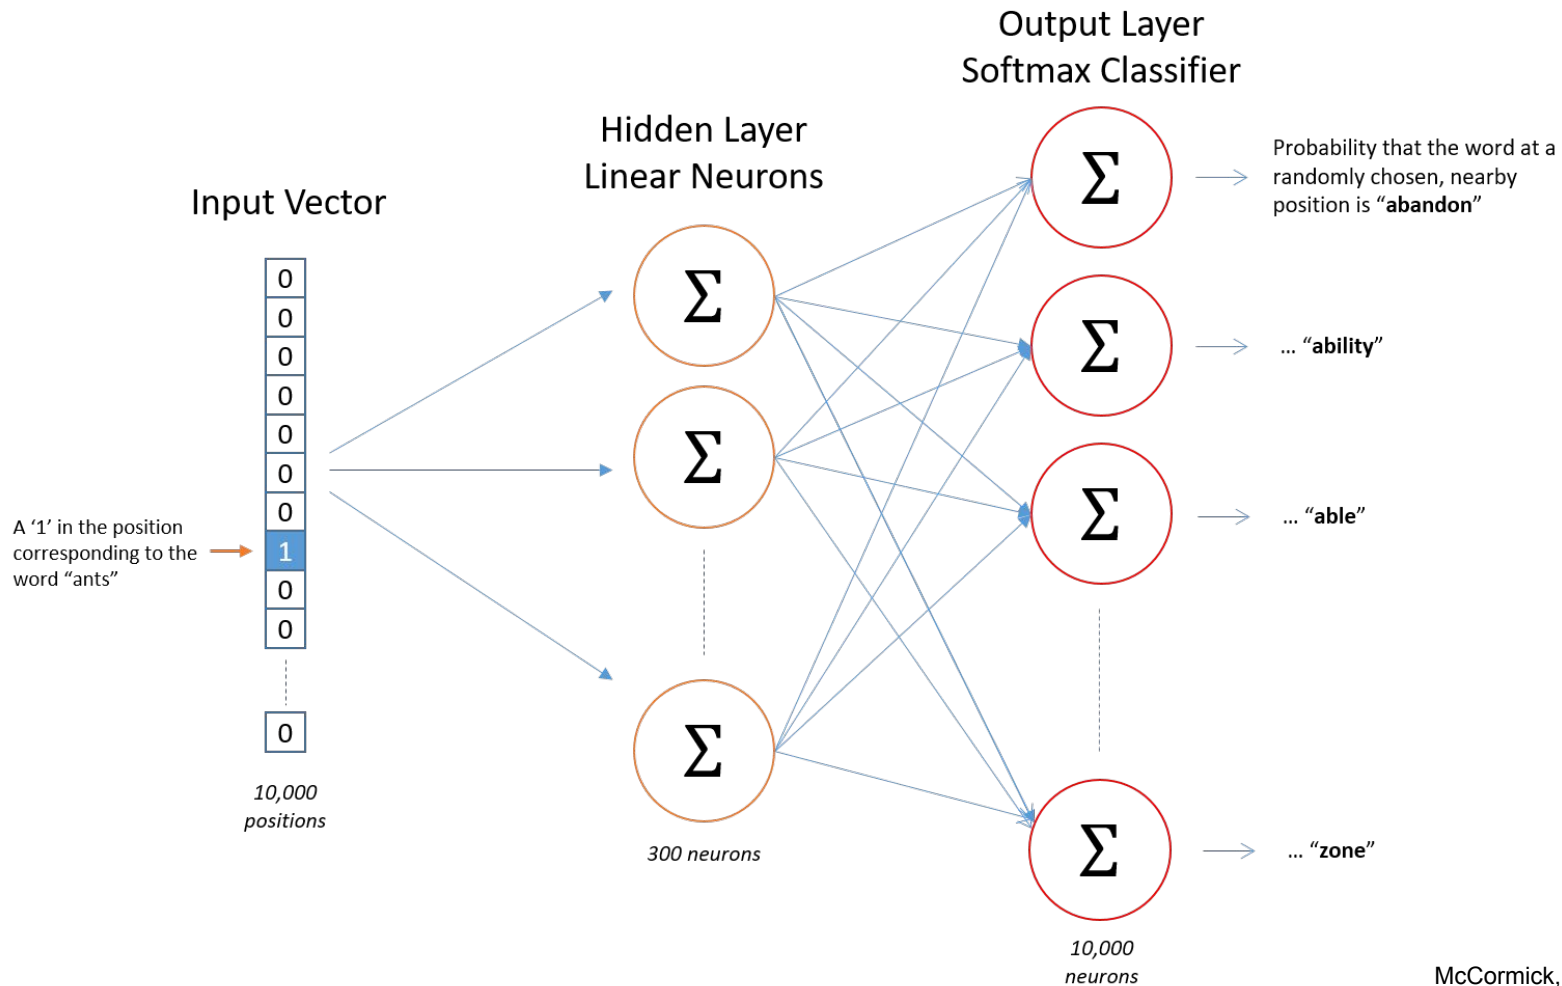 Output Layer
Softmax Classifier
Hidden Layer
Linear Neurons
Input Vector
0
0
0
0
0
0
0
1
0
0
0
A ‘1’ in the position
corresponding to the
word “ants”
10,000
positions
Σ
Σ
Σ
300 neurons
Σ
Σ
Σ
Σ
10,000
neurons
Probability that the word at a
randomly chosen, nearby
position is “abandon”
... “ability”
... “able”
... “zone”
McCormick,